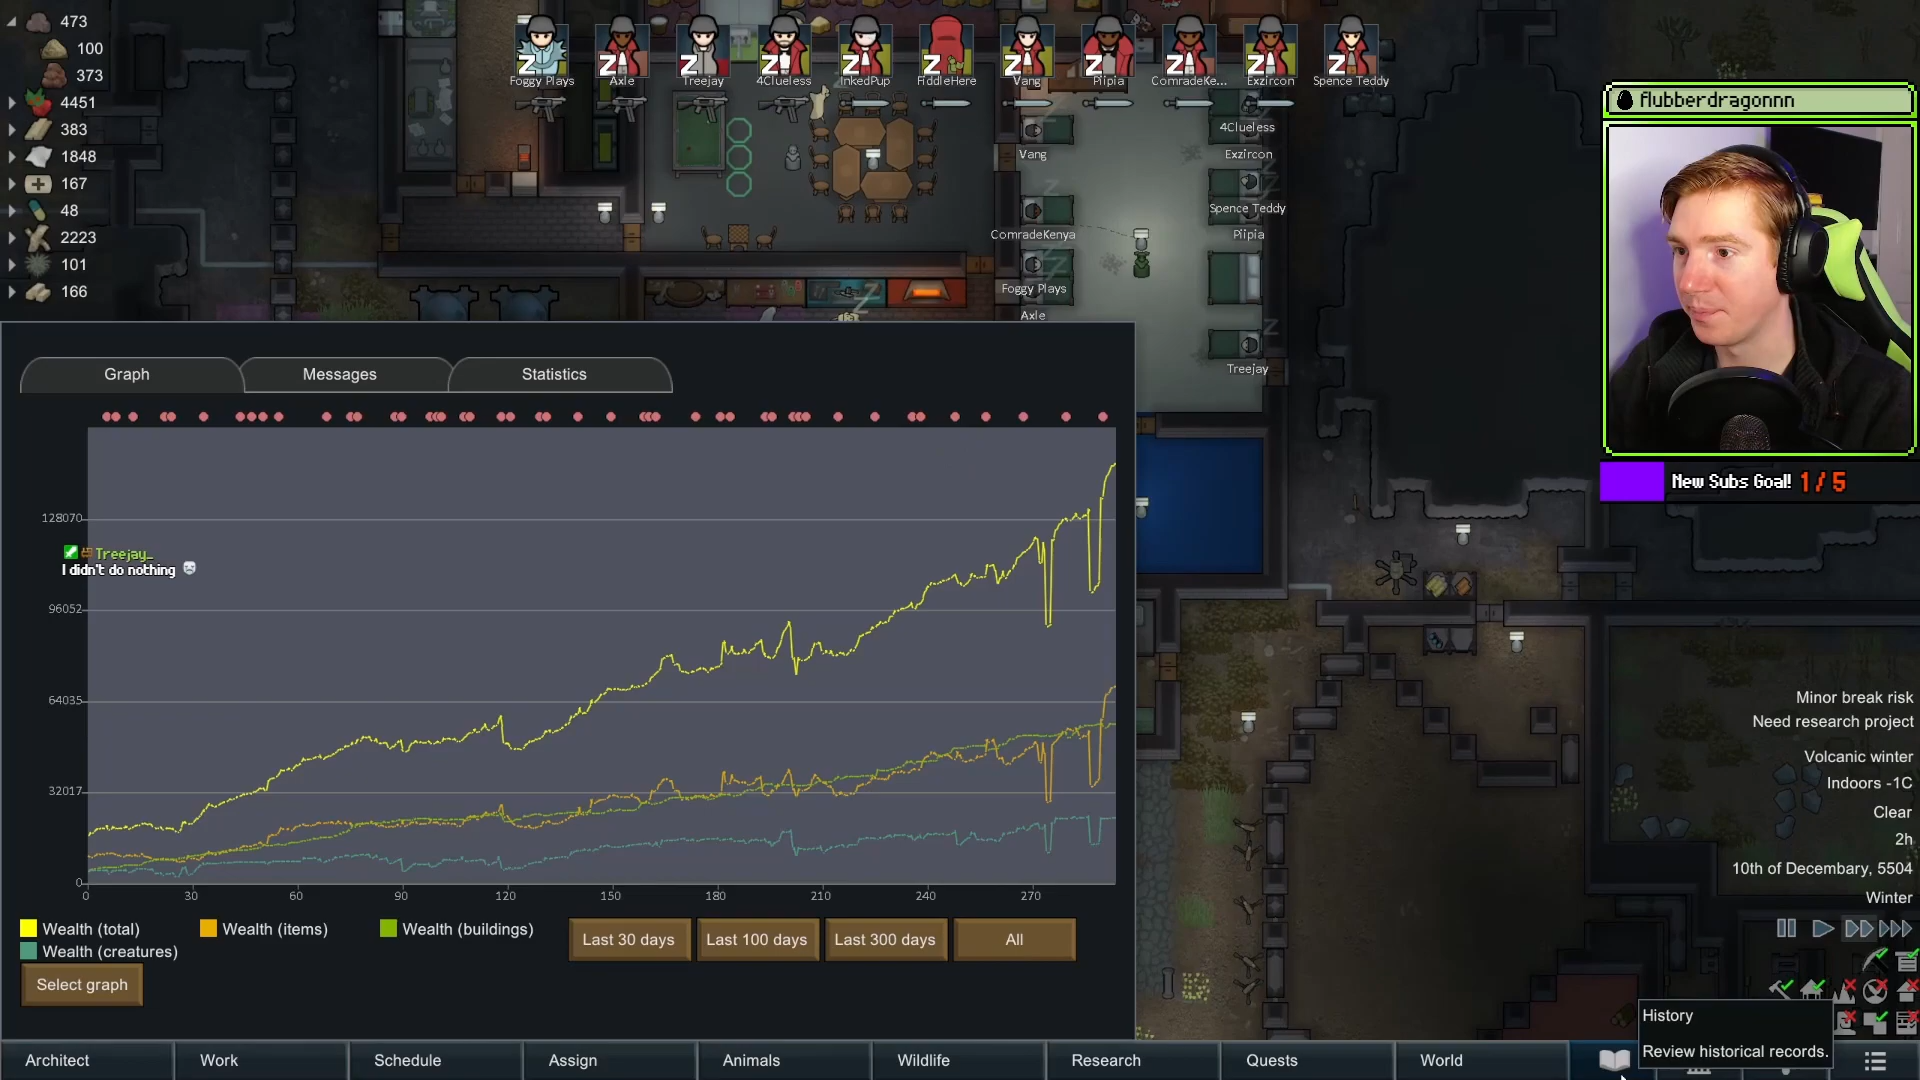 473
100
373
4451
383
1848
167
48
2223
101
166
Foggy Plays
Axle
Treejay
4Clueless
InkedPup
FiddleHere
Vang
Piipia
ComradeKe...
Exzircon
Spence Teddy
Vang
4Clueless
Exzircon
Spence Teddy
ComradeKenya
Piipia
Foggy Plays
Axle
Treejay
flubberdragonnn
New Subs Goal! 1 / 5
Graph
Messages
Statistics
128070
96052
64035
32017
0
Treejay_
I didn't do nothing
0
30
60
90
120
150
180
210
240
270
Wealth (total)
Wealth (items)
Wealth (buildings)
Wealth (creatures)
Last 30 days
Last 100 days
Last 300 days
All
Select graph
Minor break risk
Need research project
Volcanic winter
Indoors -1C
Clear
2h
10th of Decembary, 5504
Winter
History
Review historical records.
Architect
Work
Schedule
Assign
Animals
Wildlife
Research
Quests
World